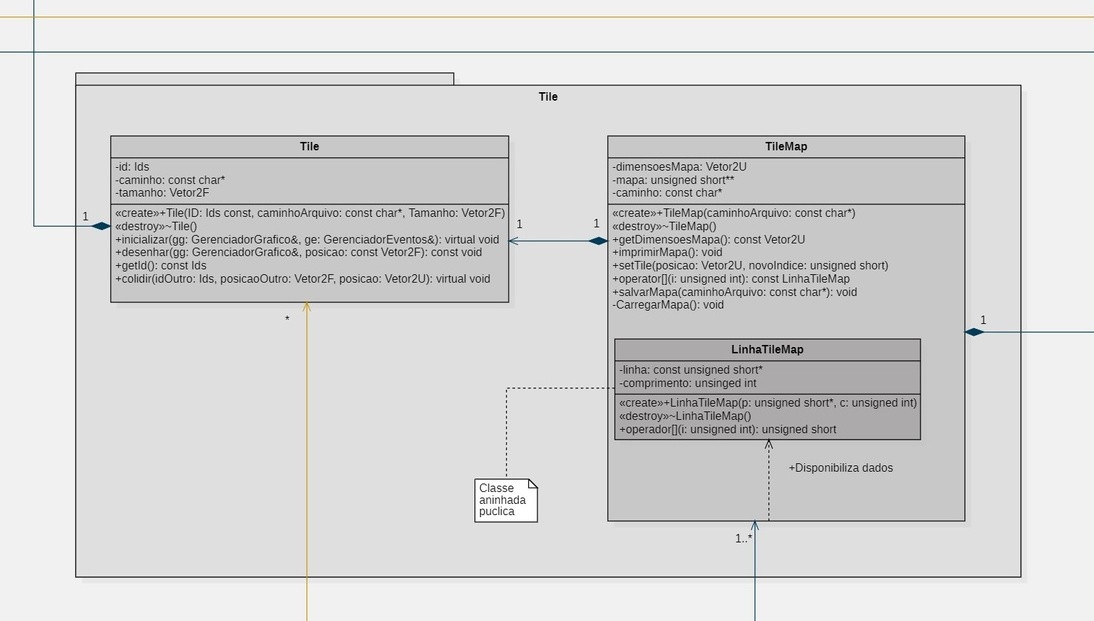 Tile
Tile
-id: Ids
-caminho: const char*
-tamanho: Vetor2F
«create»+Tile(ID: Ids const, caminhoArquivo: const char*, Tamanho: Vetor2F)
«destroy»~Tile()
+inicializar(gg: GerenciadorGrafico&, ge: GerenciadorEventos&): virtual void
+desenhar(gg: GerenciadorGrafico&, posicao: const Vetor2F): const void
+getId(): const Ids
+colidir(idOutro: Ids, posicaoOutro: Vetor2F, posicao: Vetor2U): virtual void
1
*
1
1
TileMap
-dimensoesMapa: Vetor2U
-mapa: unsigned short**
-caminho: const char*
«create»+TileMap(caminhoArquivo: const char*)
«destroy»~TileMap()
+getDimensoesMapa(): const Vetor2U
+imprimirMapa(): void
+setTile(posicao: Vetor2U, novoIndice: unsigned short)
+operator[](i: unsigned int): const LinhaTileMap
+salvarMapa(caminhoArquivo: const char*): void
-CarregarMapa(): void
1
LinhaTileMap
-linha: const unsigned short*
-comprimento: unsinged int
«create»+LinhaTileMap(p: unsigned short*, c: unsigned int)
«destroy»~LinhaTileMap()
+operador[](i: unsigned int): unsigned short
+Disponibiliza dados
Classe
aninhada
puclica
1..*